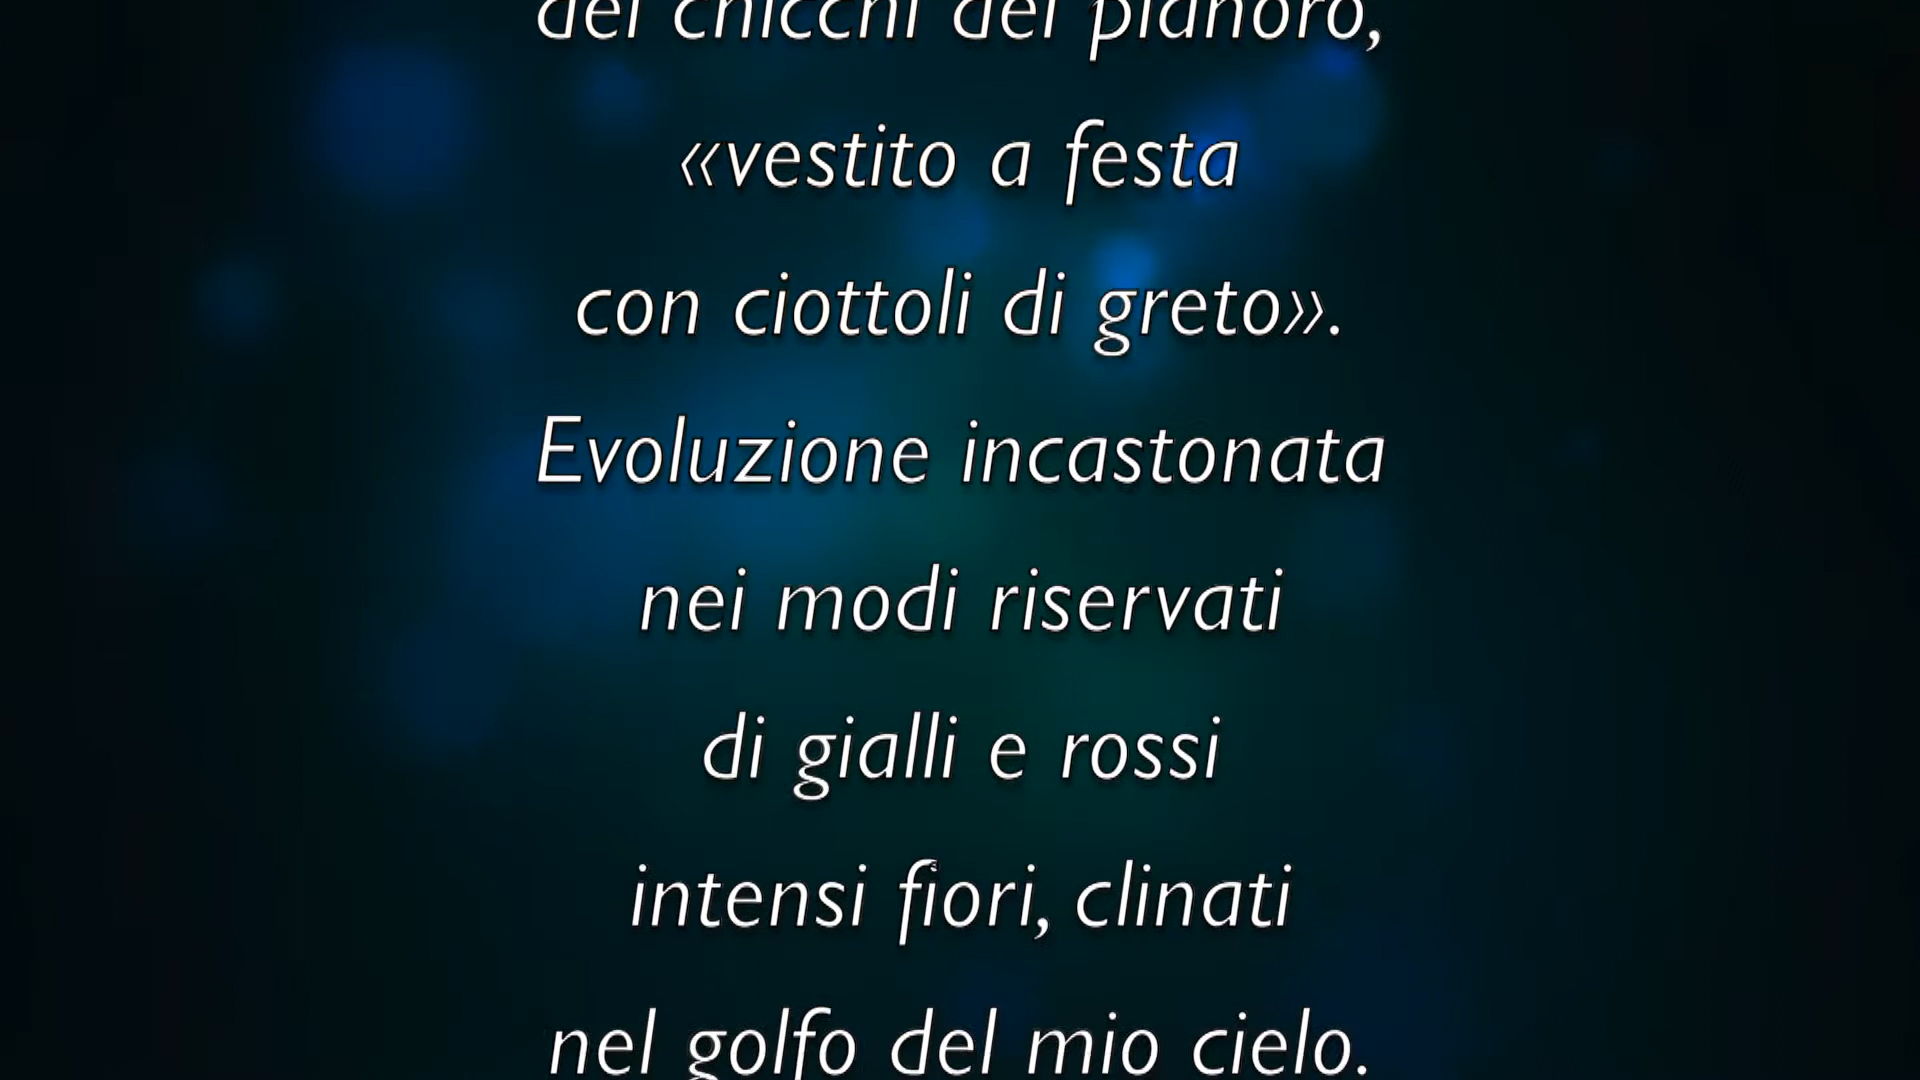 dei chicchi del pianoro,
«vestito a festa
con ciottoli di greto».
Evoluzione incastonata
nei modi riservati
di gialli e rossi
intensi fiori, clinati
nel golfo del mio cielo.